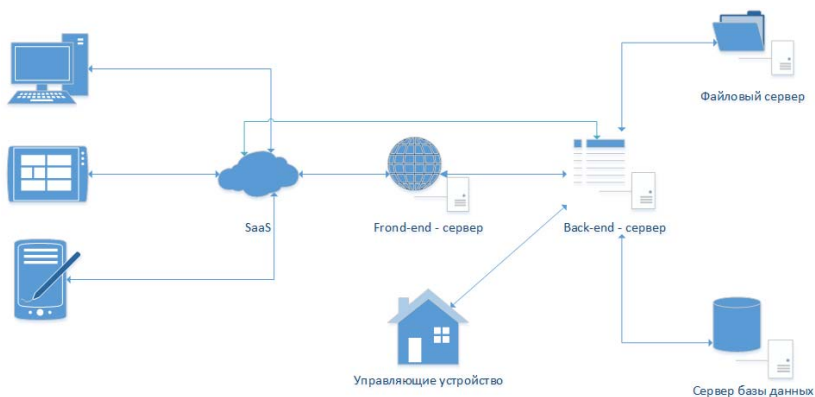 Файловый сервер
SaaS
Frond-end - сервер
Back-end - сервер
Управляющие устройство
Сервер базы данных